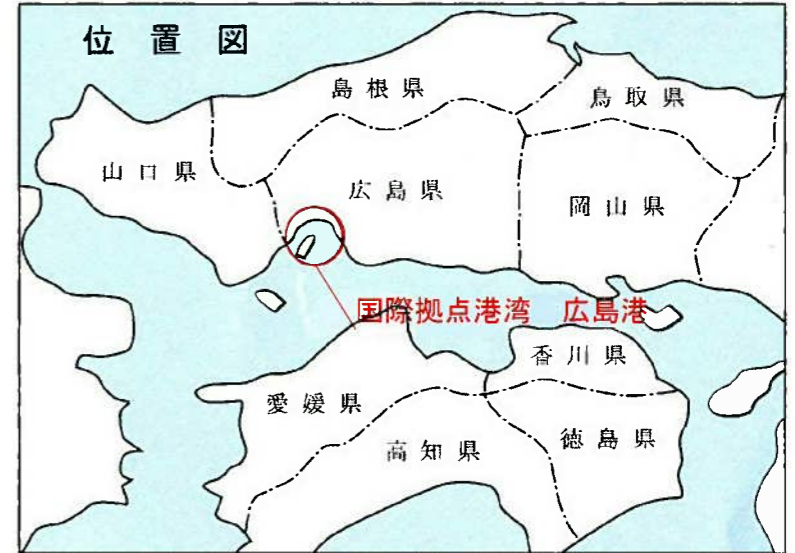 位置図
島根県
鳥取県
山口県
広島県
岡山県
国際拠点港湾　広島港
香川県
愛媛県
徳島県
高知県